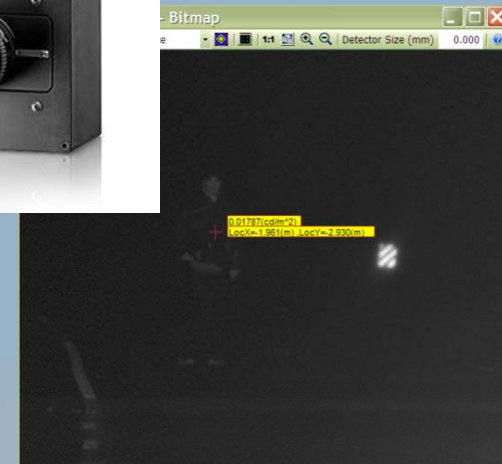 - Bitmap
e 1:1 Detector Size (mm) 0.000
0.01787(cd/m^2)
LocX=-1.961(m) ,LocY=-2.930(m)